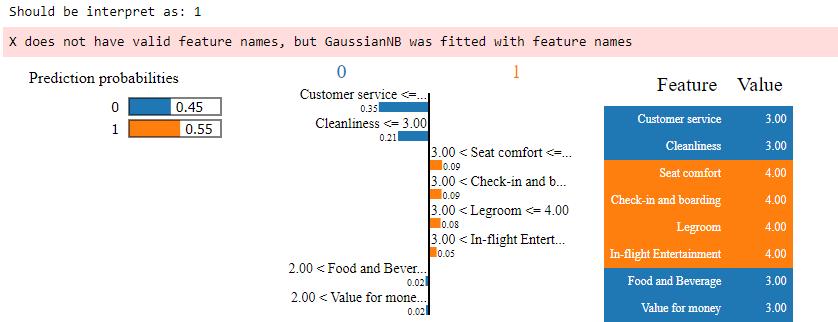 Should be interpret as: 1
X does not have valid feature names, but GaussianNB was fitted with feature names
Prediction probabilities
0 0.45
1 0.55
0 1
Customer service <=...
0.35
Cleanliness <= 3.00
0.21
3.00 < Seat comfort <=...
0.09
3.00 < Check-in and b...
0.09
3.00 < Legroom <= 4.00
0.08
3.00 < In-flight Entert...
0.05
2.00 < Food and Bever...
0.02
2.00 < Value for mone...
0.02
Feature Value
Customer service 3.00
Cleanliness 3.00
Seat comfort 4.00
Check-in and boarding 4.00
Legroom 4.00
In-flight Entertainment 4.00
Food and Beverage 3.00
Value for money 3.00